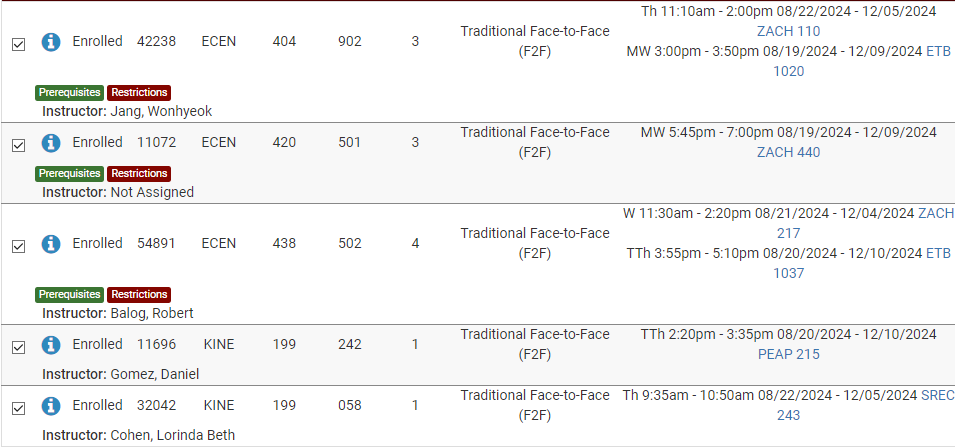 Th 11:10am - 2:00pm 08/22/2024 - 12/05/2024
ZACH 110
Enrolled 42238 ECEN 404 902 3 Traditional Face-to-Face (F2F)
MW 3:00pm - 3:50pm 08/19/2024 - 12/09/2024 ETB
1020
Prerequisites Restrictions
Instructor: Jang, Wonhyeok
Enrolled 11072 ECEN 420 501 3 Traditional Face-to-Face (F2F)
MW 5:45pm - 7:00pm 08/19/2024 - 12/09/2024
ZACH 440
Prerequisites Restrictions
Instructor: Not Assigned
Enrolled 54891 ECEN 438 502 4 Traditional Face-to-Face (F2F)
W 11:30am - 2:20pm 08/21/2024 - 12/04/2024 ZACH
217
TTh 3:55pm - 5:10pm 08/20/2024 - 12/10/2024 ETB
1037
Prerequisites Restrictions
Instructor: Balog, Robert
Enrolled 11696 KINE 199 242 1 Traditional Face-to-Face (F2F)
TTh 2:20pm - 3:35pm 08/20/2024 - 12/10/2024
PEAP 215
Instructor: Gomez, Daniel
Enrolled 32042 KINE 199 058 1 Traditional Face-to-Face (F2F)
Th 9:35am - 10:50am 08/22/2024 - 12/05/2024 SREC
243
Instructor: Cohen, Lorinda Beth